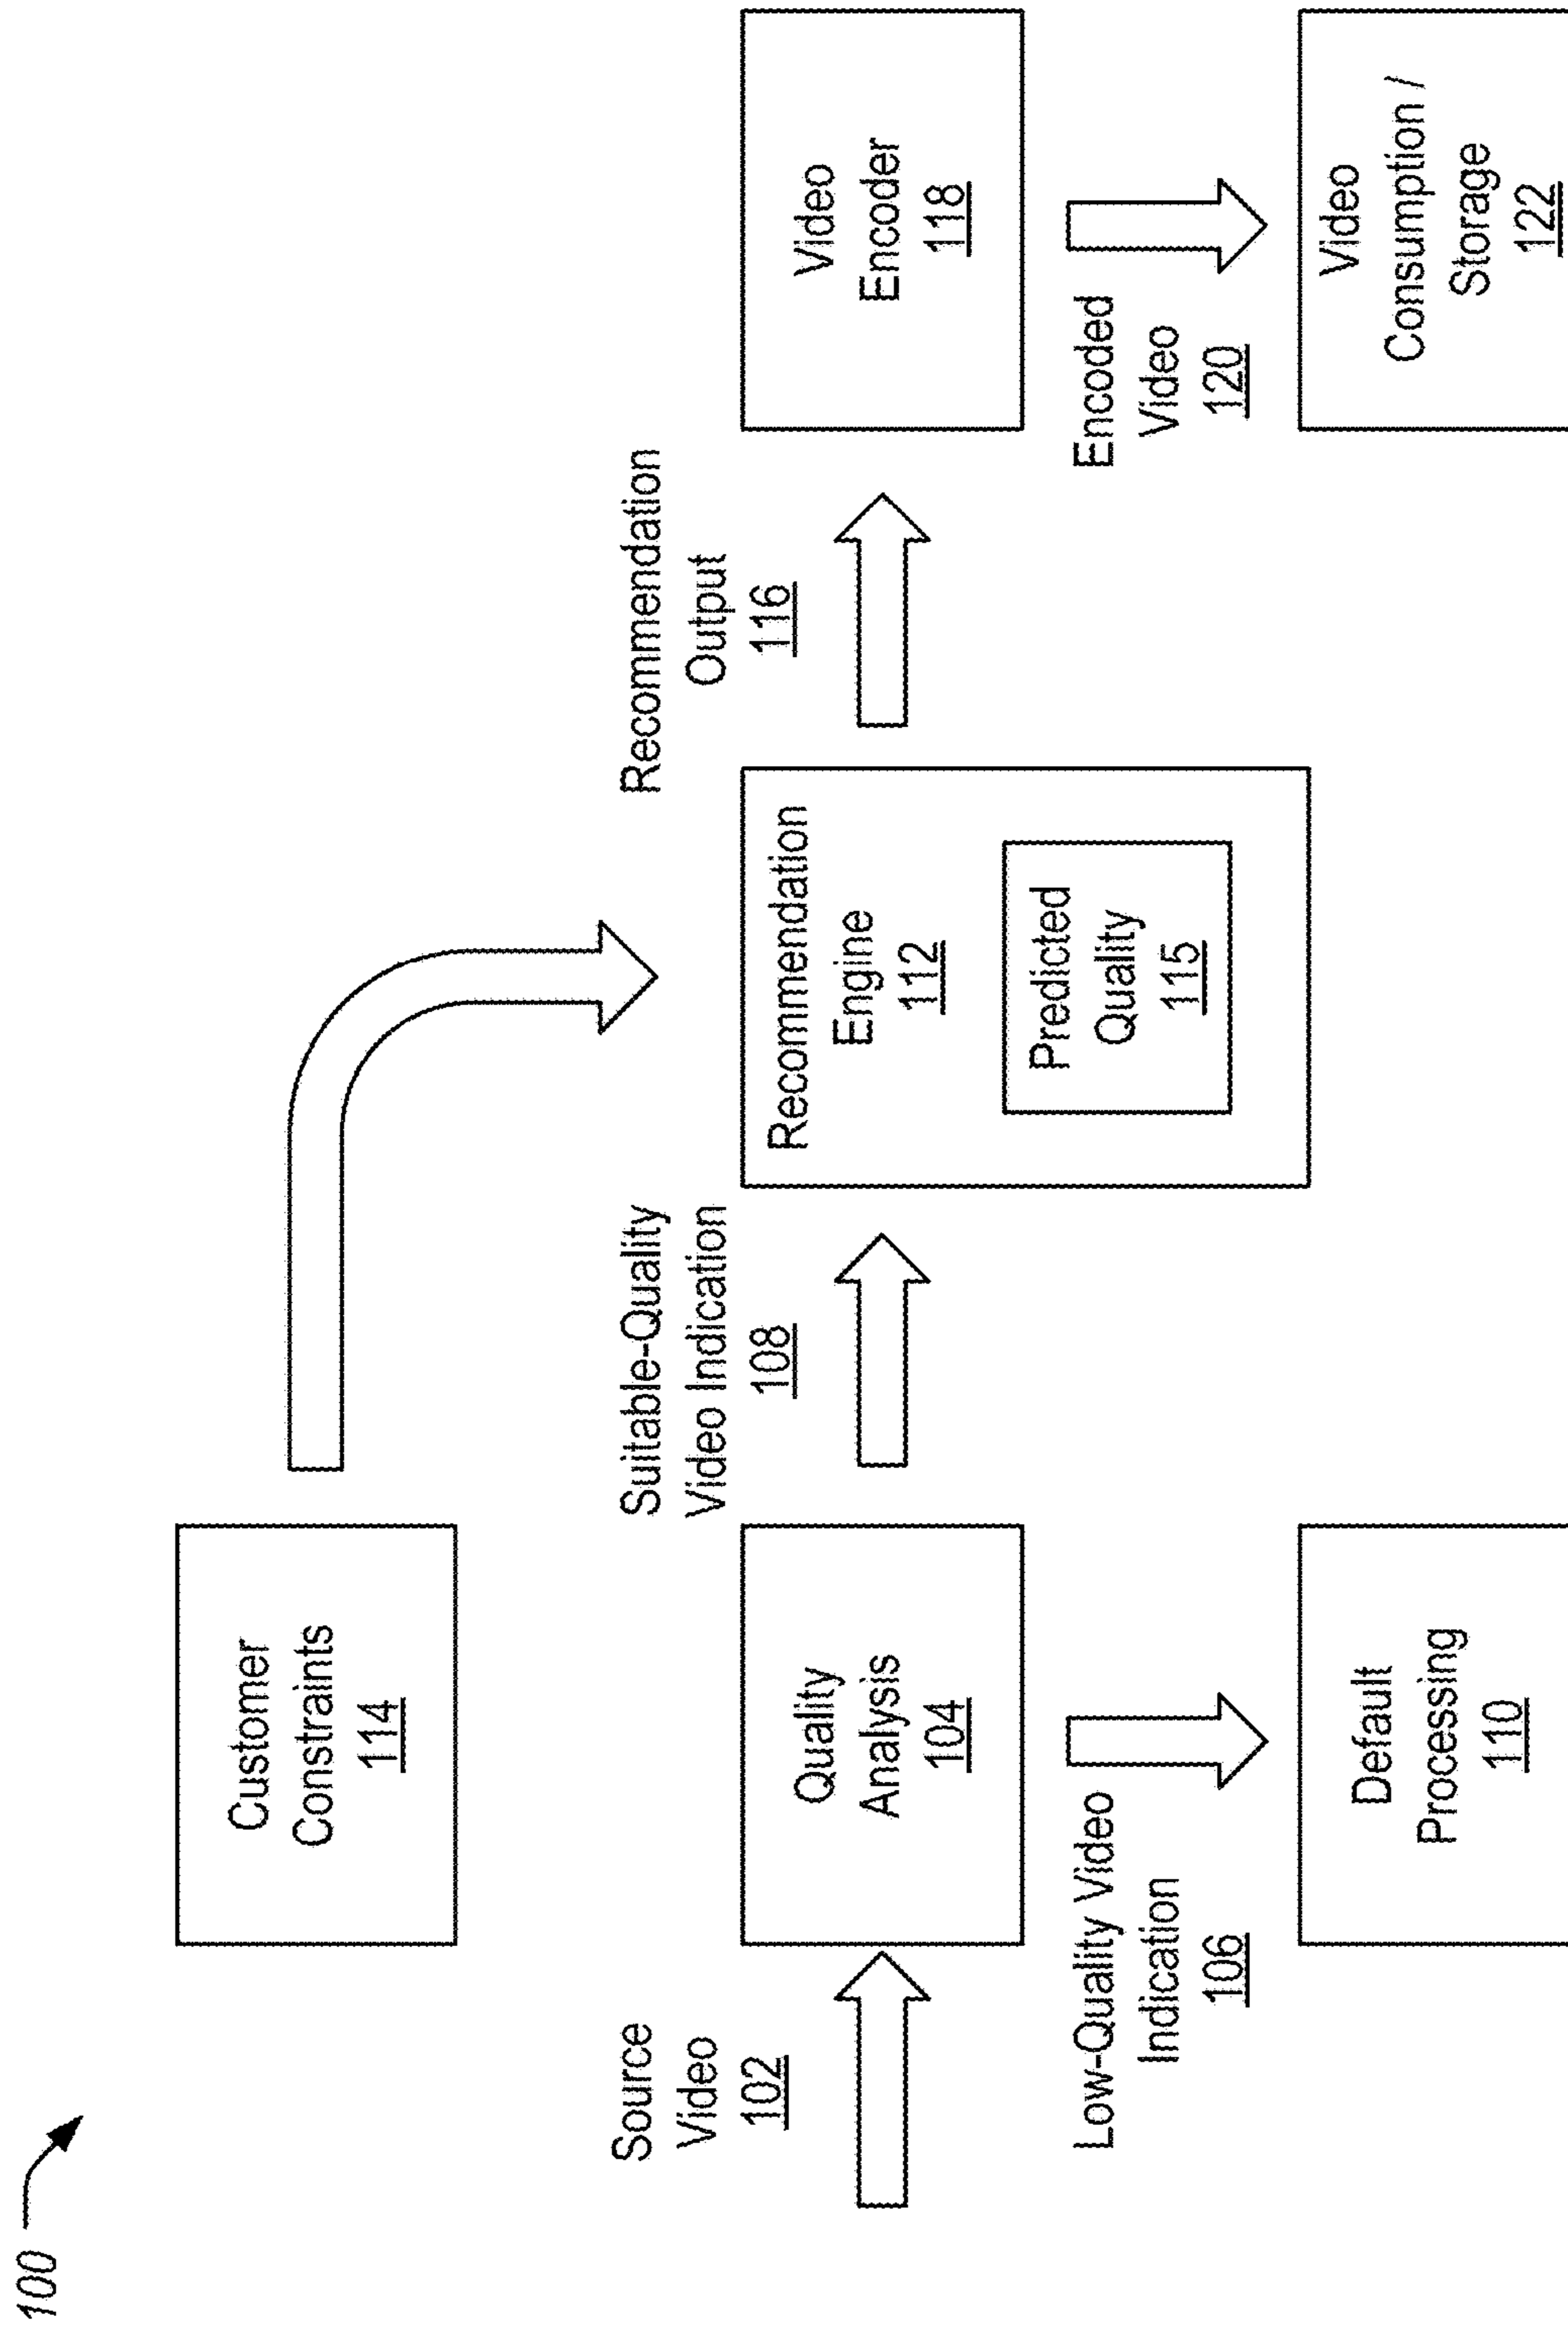 100
Customer
Constraints
114
Source
Video
102
Quality
Analysis
104
Suitable-Quality
Video Indication
108
Recommendation
Engine
112
Predicted
Quality
115
Recommendation
Output
116
Video
Encoder
118
Low-Quality Video
Indication
106
Default
Processing
110
Encoded
Video
120
Video
Consumption /
Storage
122